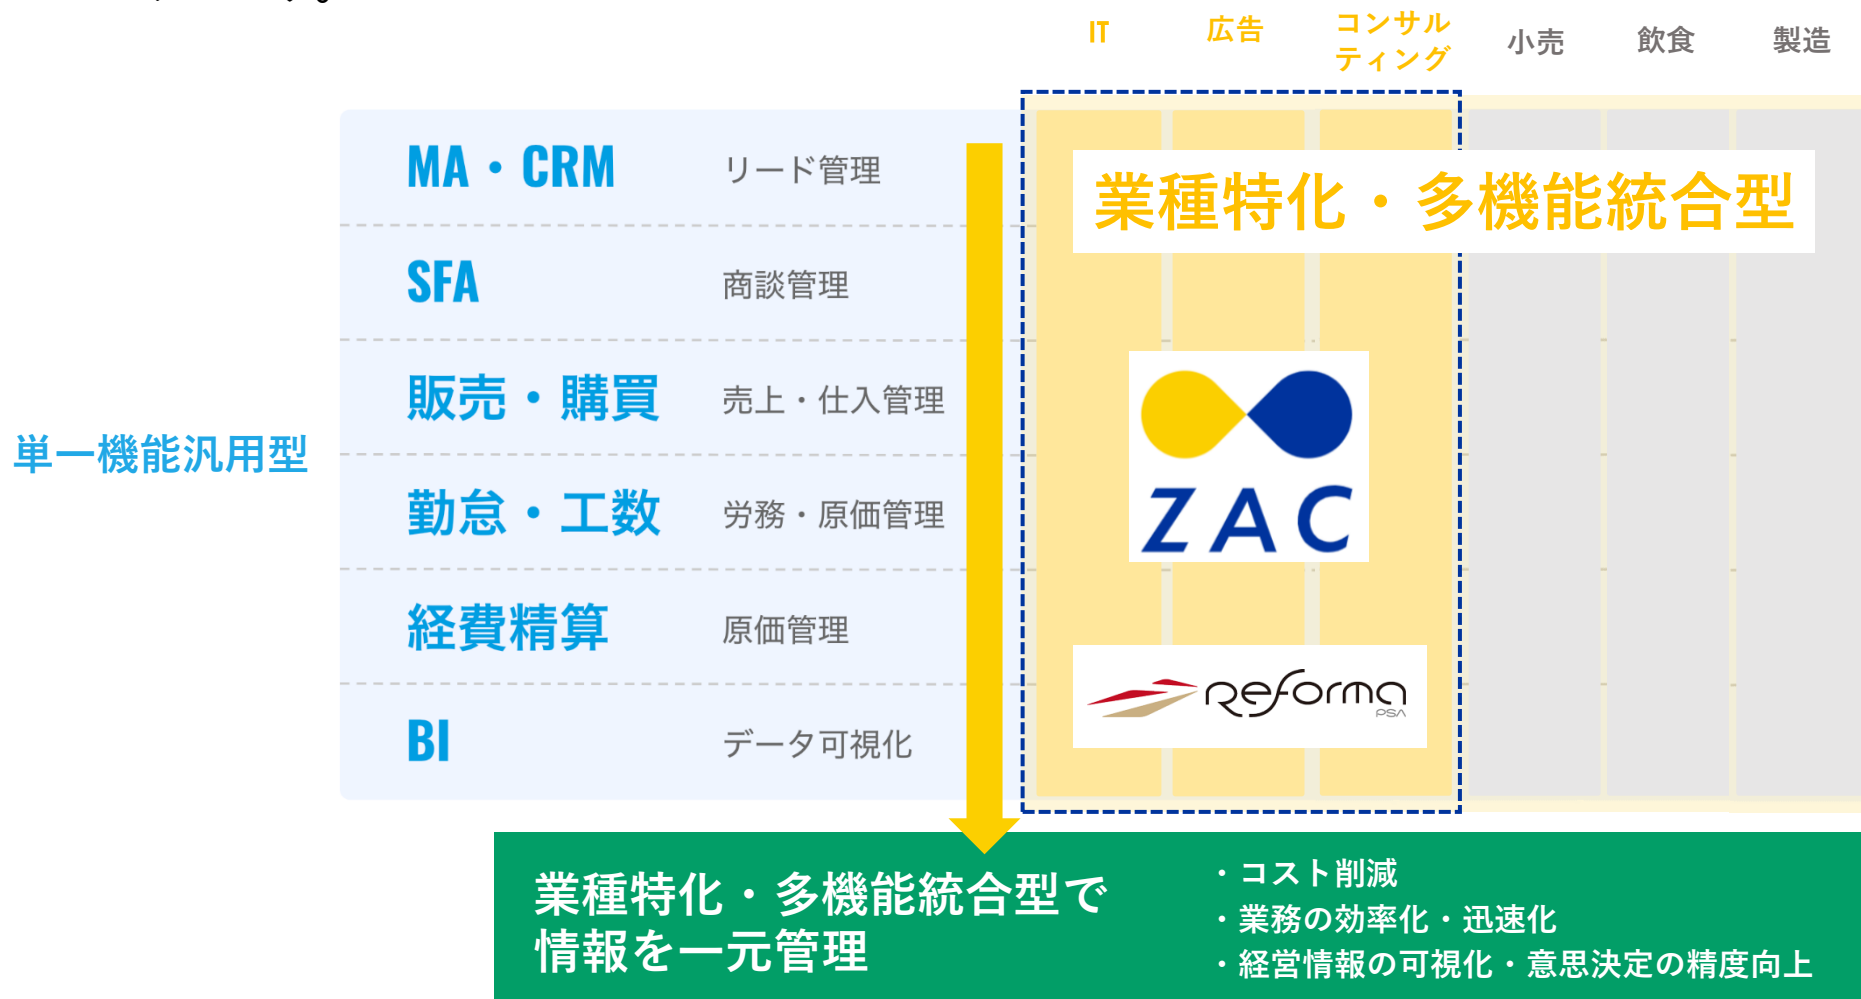 IT
広告
コンサル
ティング
小売
飲食
製造
業種特化・多機能統合型
MA・CRM
リード管理
SFA
商談管理
販売・購買
売上・仕入管理
単一機能汎用型
勤怠・工数
労務・原価管理
経費精算
原価管理
BI
データ可視化
ZAC
reforma
PSA
業種特化・多機能統合型で
情報を一元管理
・コスト削減
・業務の効率化・迅速化
・経営情報の可視化・意思決定の精度向上